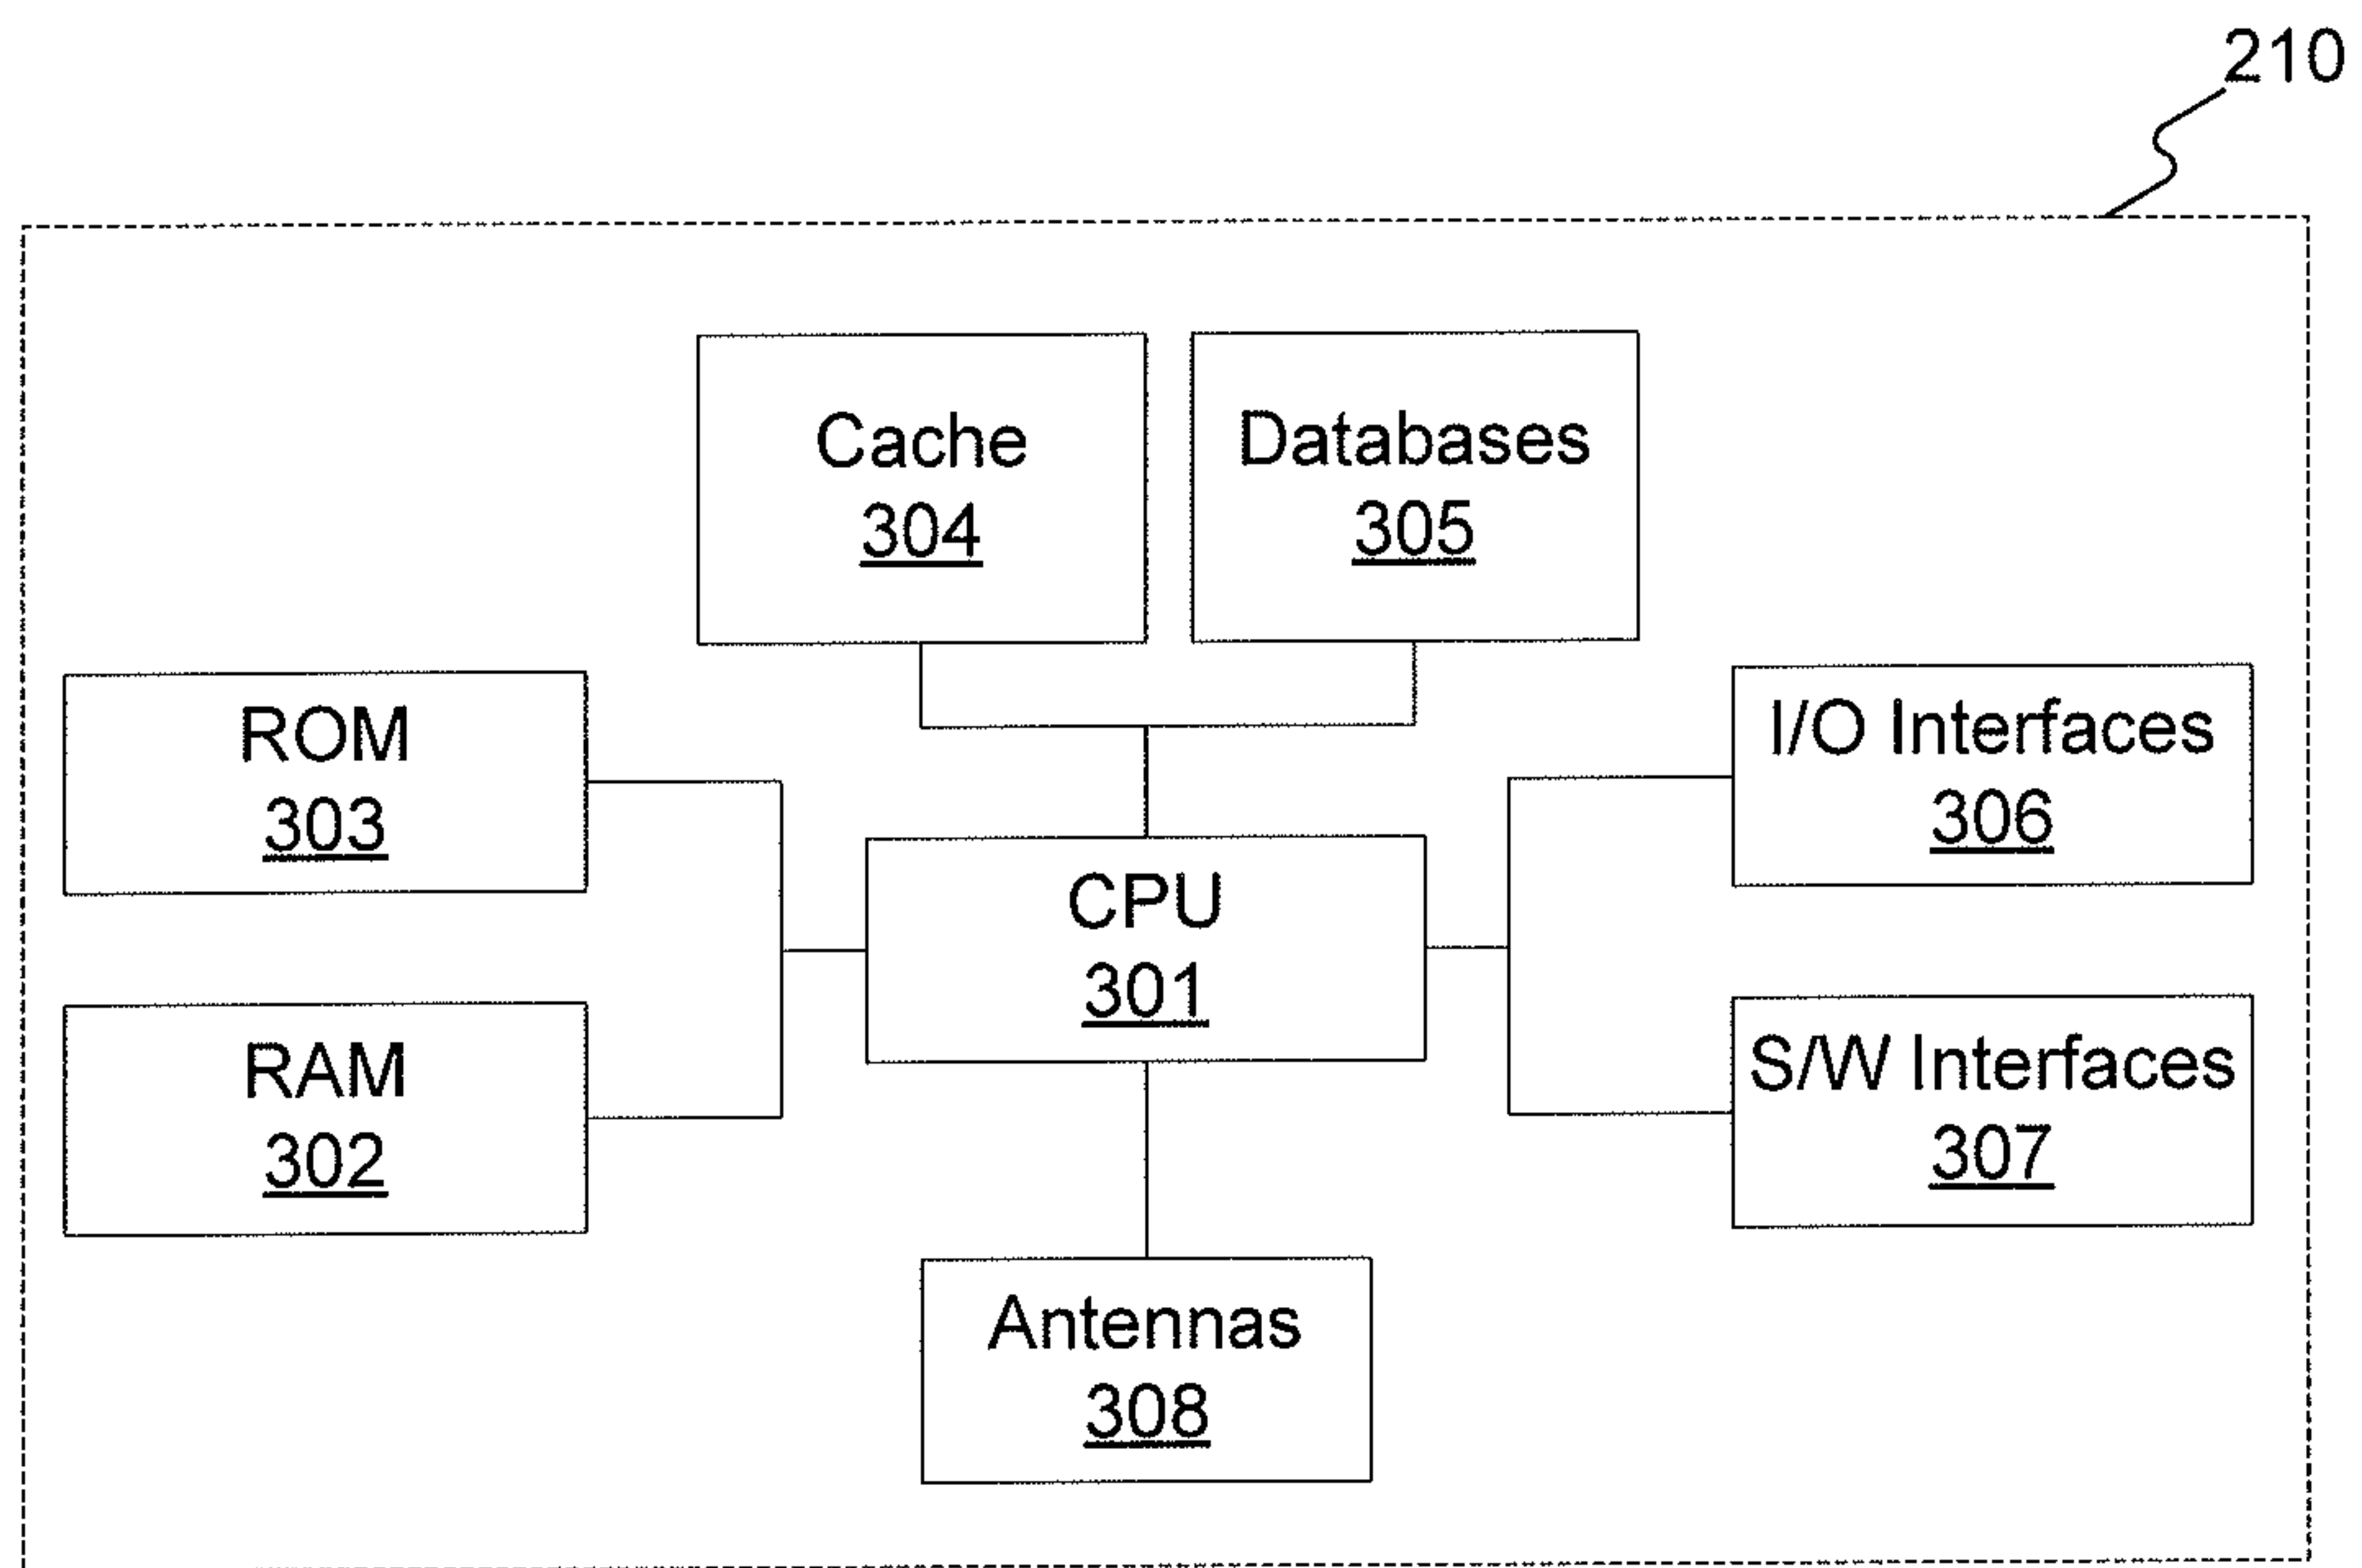 210
Cache
304
Databases
305
ROM
303
I/O Interfaces
306
CPU
301
RAM
302
S/W Interfaces
307
Antennas
308